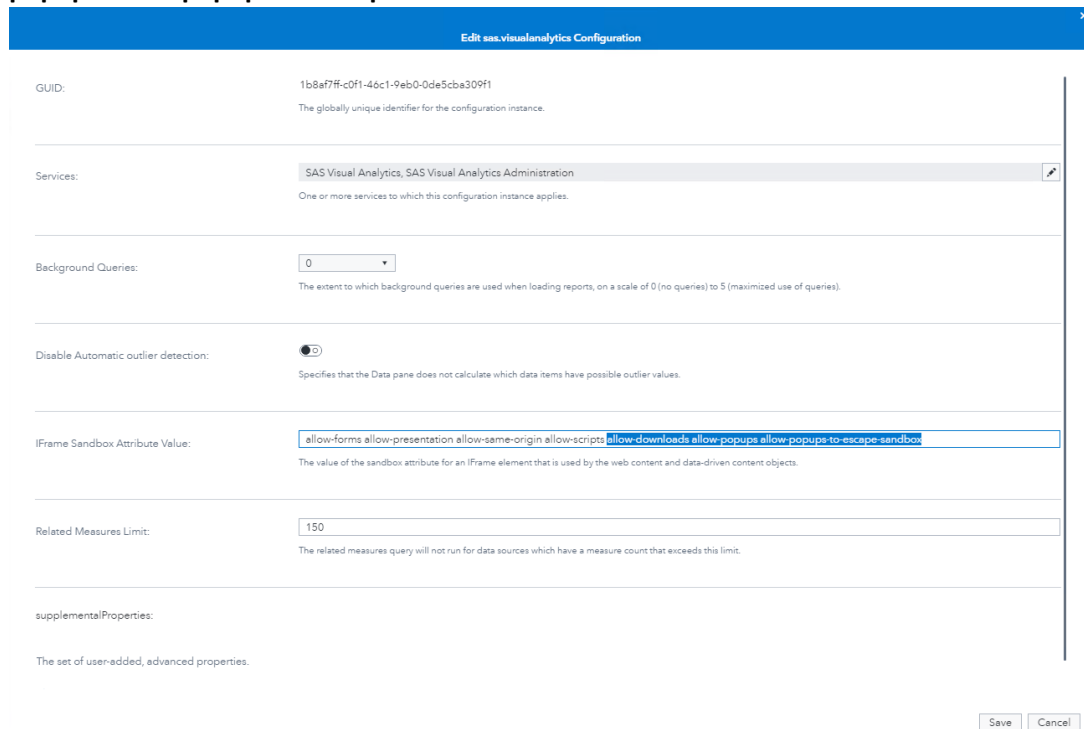 Edit sas.visualanalytics Configuration
GUID:
1b8af7ff-c0f1-46c1-9eb0-0de5cba309f1
The globally unique identifier for the configuration instance.
Services:
SAS Visual Analytics, SAS Visual Analytics Administration
One or more services to which this configuration instance applies.
Background Queries:
0
The extent to which background queries are used when loading reports, on a scale of 0 (no queries) to 5 (maximized use of queries).
Disable Automatic outlier detection:
Specifies that the Data pane does not calculate which data items have possible outlier values.
IFrame Sandbox Attribute Value:
allow-forms allow-presentation allow-same-origin allow-scripts allow-downloads allow-popups allow-popups-to-escape-sandbox
The value of the sandbox attribute for an IFrame element that is used by the web content and data-driven content objects.
Related Measures Limit:
150
The related measures query will not run for data sources which have a measure count that exceeds this limit.
supplementalProperties:
The set of user-added, advanced properties.
Save Cancel